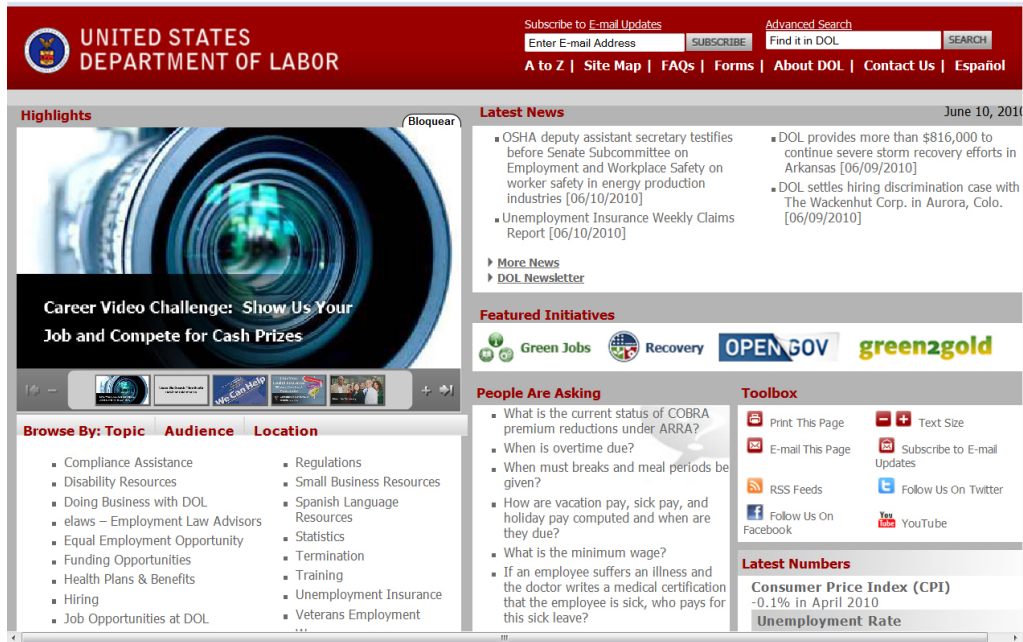 UNITED STATES
DEPARTMENT OF LABOR
Subscribe to E-mail Updates
Enter E-mail Address
SUBSCRIBE
Advanced Search
Find it in DOL
SEARCH
A to Z | Site Map | FAQs | Forms | About DOL | Contact Us | Español
Highlights
Bloquear
Career Video Challenge: Show Us Your
Job and Compete for Cash Prizes
We Can Help
Browse By: Topic
Audience
Location
Compliance Assistance
Disability Resources
Doing Business with DOL
elaws – Employment Law Advisors
Equal Employment Opportunity
Funding Opportunities
Health Plans & Benefits
Hiring
Job Opportunities at DOL
Regulations
Small Business Resources
Spanish Language
Resources
Statistics
Termination
Training
Unemployment Insurance
Veterans Employment
Latest News
June 10, 2010
OSHA deputy assistant secretary testifies
before Senate Subcommittee on
Employment and Workplace Safety on
worker safety in energy production
industries [06/10/2010]
Unemployment Insurance Weekly Claims
Report [06/10/2010]
DOL provides more than $816,000 to
continue severe storm recovery efforts in
Arkansas [06/09/2010]
DOL settles hiring discrimination case with
The Wackenhut Corp. in Aurora, Colo.
[06/09/2010]
More News
DOL Newsletter
Featured Initiatives
Green Jobs
Recovery
OPEN GOV
green2gold
People Are Asking
What is the current status of COBRA
premium reductions under ARRA?
When is overtime due?
When must breaks and meal periods be
given?
How are vacation pay, sick pay, and
holiday pay computed and when are
they due?
What is the minimum wage?
If an employee suffers an illness and
the doctor writes a medical certification
that the employee is sick, who pays for
this sick leave?
Toolbox
Print This Page
Text Size
E-mail This Page
Subscribe to E-mail
Updates
RSS Feeds
Follow Us On Twitter
Follow Us On
Facebook
You
Tube
YouTube
Latest Numbers
Consumer Price Index (CPI)
-0.1% in April 2010
Unemployment Rate